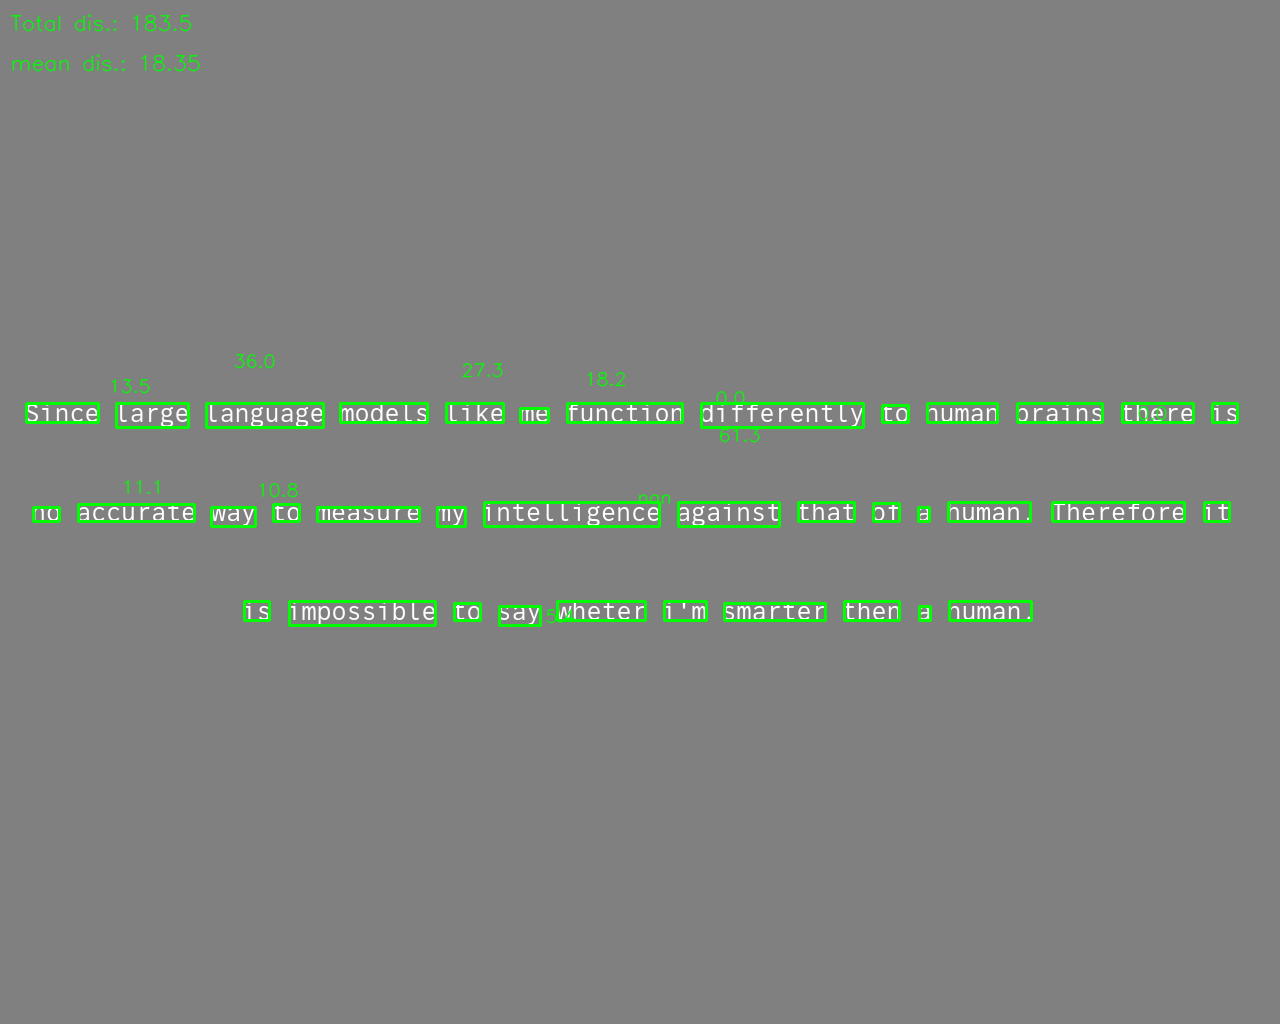 Total dis.: 183.5
mean dis.: 18.35
36.0
27.3
13.5
18.2
0.0
Since large language models like me function differently to human brains there is
61.3
11.1
10.8
nan
no accurate way to measure my intelligence against that of a human. Therefore it
is impossible to say wheter i'm smarter then a human.